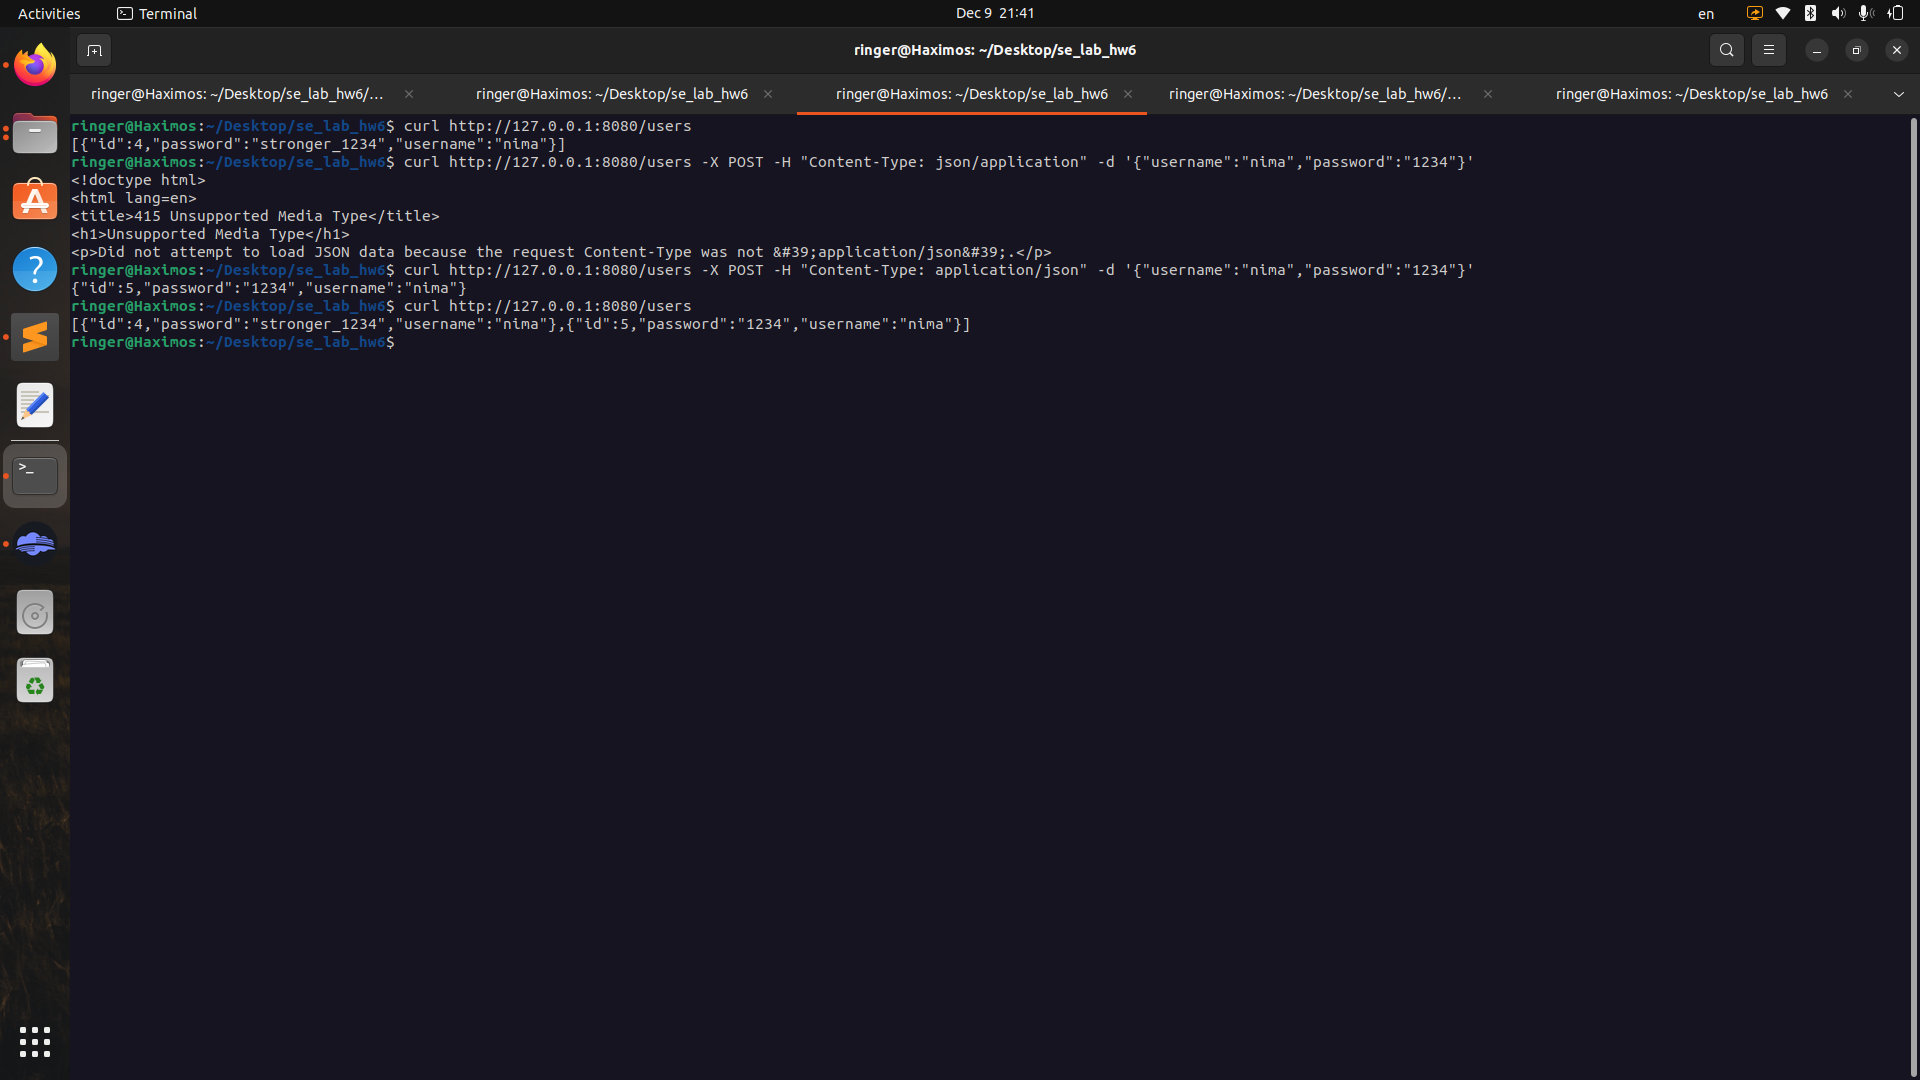 Activities
Terminal
Dec 9 21:41
en
ringer@Haximos: ~/Desktop/se_lab_hw6
ringer@Haximos: ~/Desktop/se_lab_hw6/...
ringer@Haximos: ~/Desktop/se_lab_hw6
ringer@Haximos: ~/Desktop/se_lab_hw6
ringer@Haximos: ~/Desktop/se_lab_hw6/...
ringer@Haximos: ~/Desktop/se_lab_hw6
ringer@Haximos:~/Desktop/se_lab_hw6$ curl http://127.0.0.1:8080/users
[{"id":4,"password":"stronger_1234","username":"nima"}]
ringer@Haximos:~/Desktop/se_lab_hw6$ curl http://127.0.0.1:8080/users -X POST -H "Content-Type: json/application" -d '{"username":"nima","password":"1234"}'
<!doctype html>
<html lang=en>
<title>415 Unsupported Media Type</title>
<h1>Unsupported Media Type</h1>
<p>Did not attempt to load JSON data because the request Content-Type was not &#39;application/json&#39;.</p>
ringer@Haximos:~/Desktop/se_lab_hw6$ curl http://127.0.0.1:8080/users -X POST -H "Content-Type: application/json" -d '{"username":"nima","password":"1234"}'
{"id":5,"password":"1234","username":"nima"}
ringer@Haximos:~/Desktop/se_lab_hw6$ curl http://127.0.0.1:8080/users
[{"id":4,"password":"stronger_1234","username":"nima"},{"id":5,"password":"1234","username":"nima"}]
ringer@Haximos:~/Desktop/se_lab_hw6$